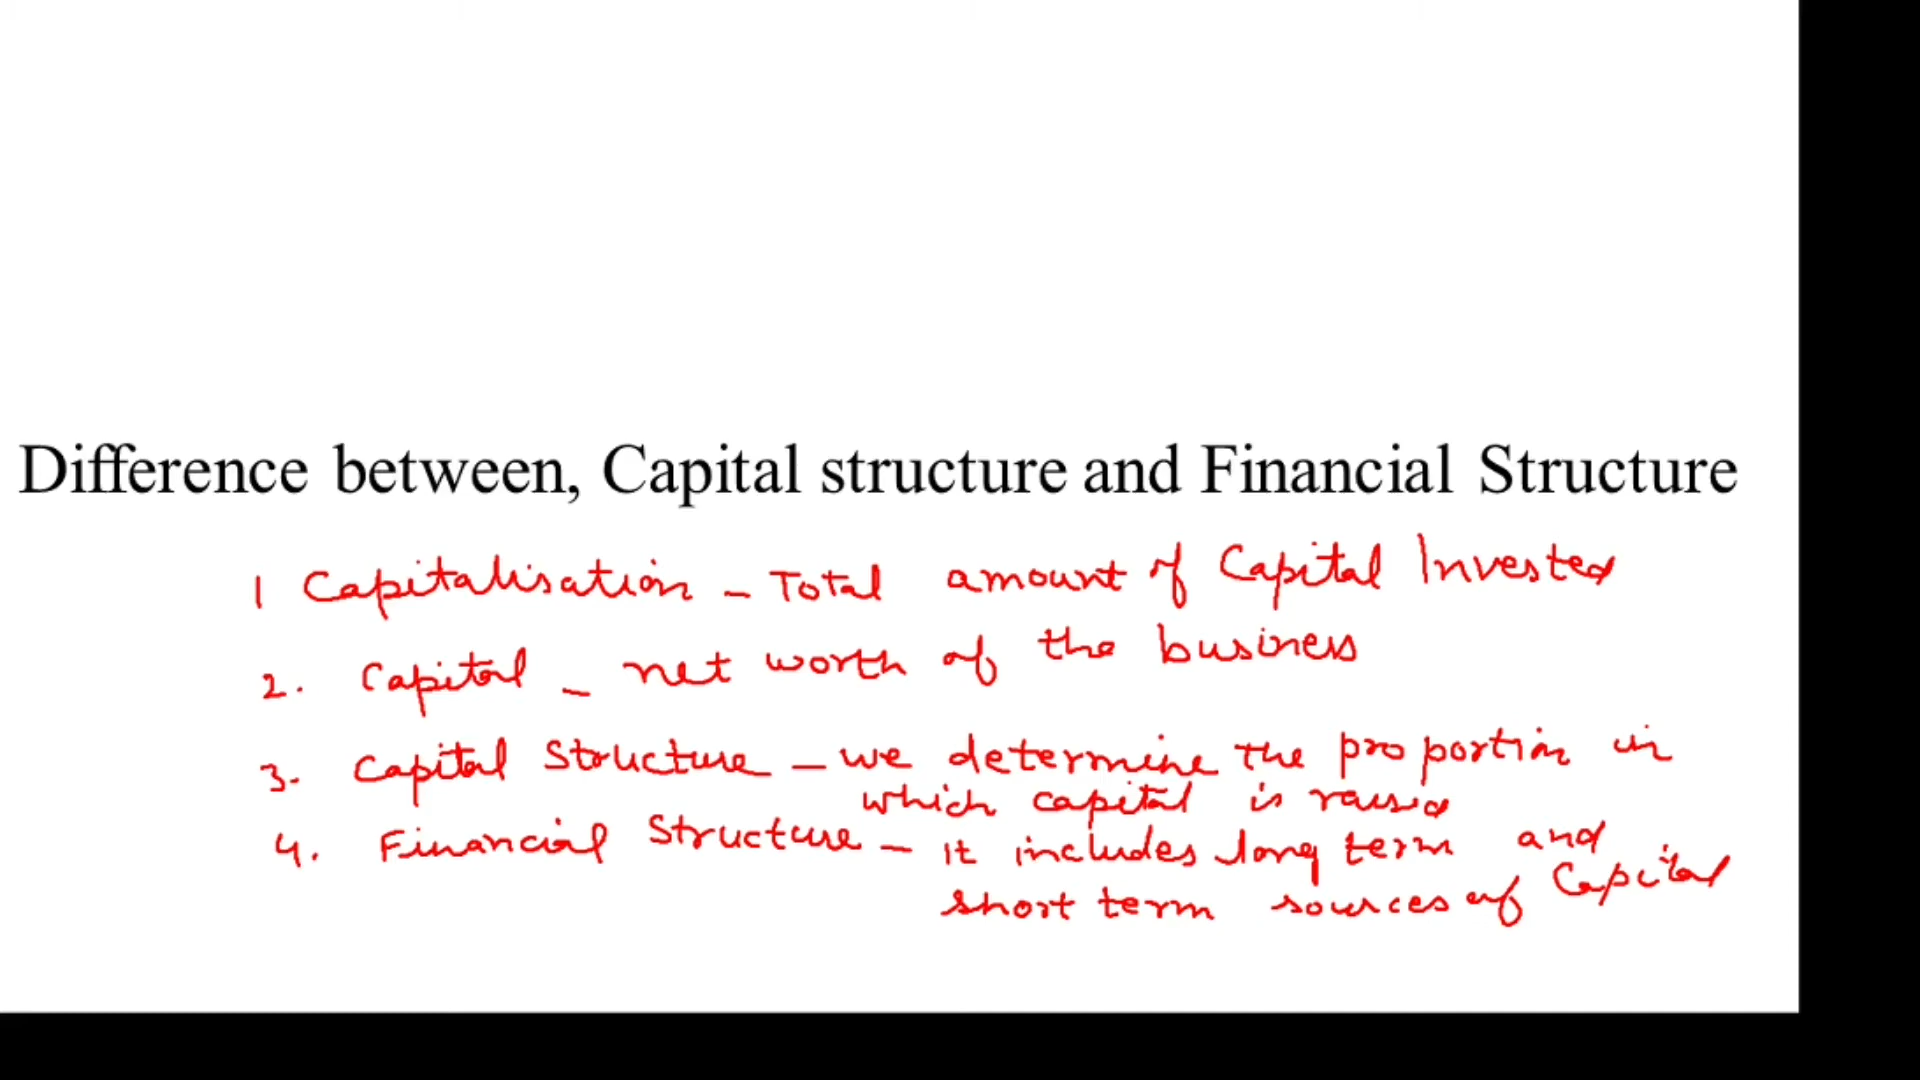 Difference between, Capital structure and Financial Structure
1 Capitalisation - Total amount of Capital Invested
2. Capital - net worth of the business
3. Capital Structure - we determine the proportion in
which capital is raised
4. Financial Structure - it includes long term and
short term sources of Capital